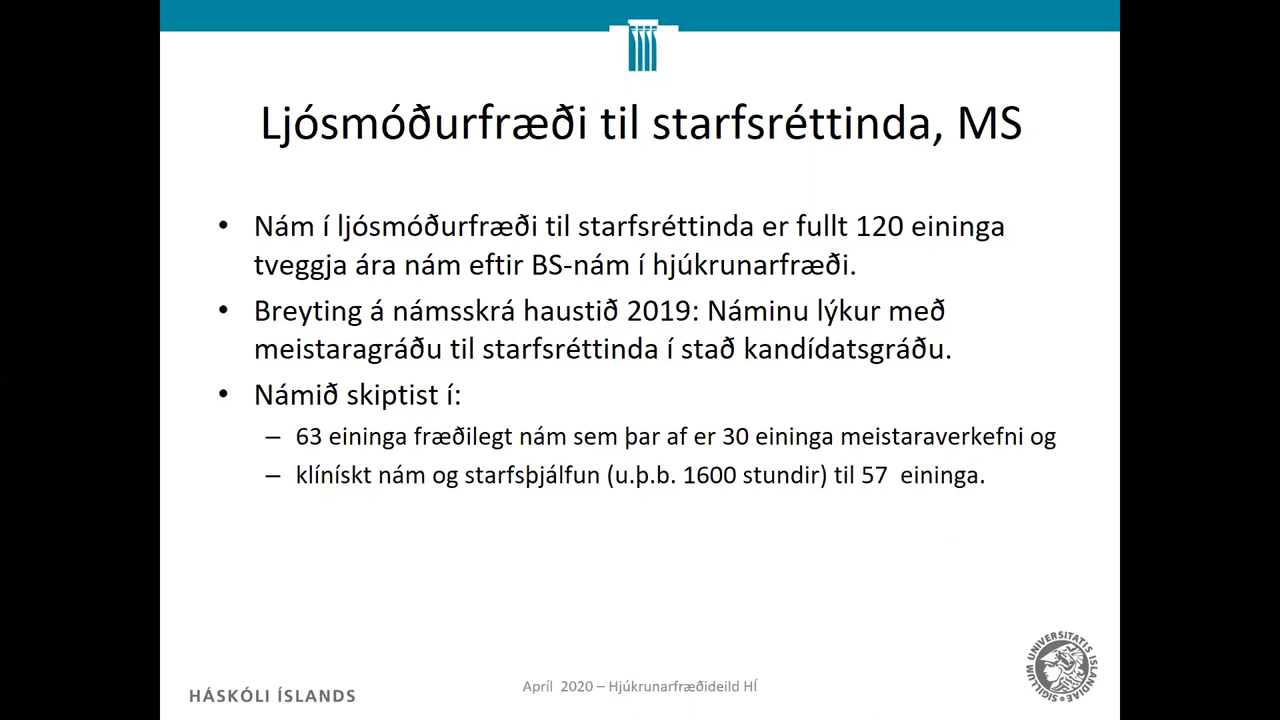 Ljósmóðurfræði til starfsréttinda, MS
• Nám í ljósmóðurfræði til starfsréttinda er fullt 120 eininga
tveggja ára nám eftir BS-nám í hjúkrunarfræði.
• Breyting á námsskrá haustið 2019: Náminu lýkur með
meistaragráðu til starfsréttinda í stað kandídatsgráðu.
• Námið skiptist í:
– 63 eininga fræðilegt nám sem þar af er 30 eininga meistaraverkefni og
– klínískt nám og starfsþjálfun (u.þ.b. 1600 stundir) til 57  eininga.
HÁSKÓLI ÍSLANDS
Apríl  2020 – Hjúkrunarfræðideild HÍ
SIGILLUM UNIVERSITATIS ISLANDIAE